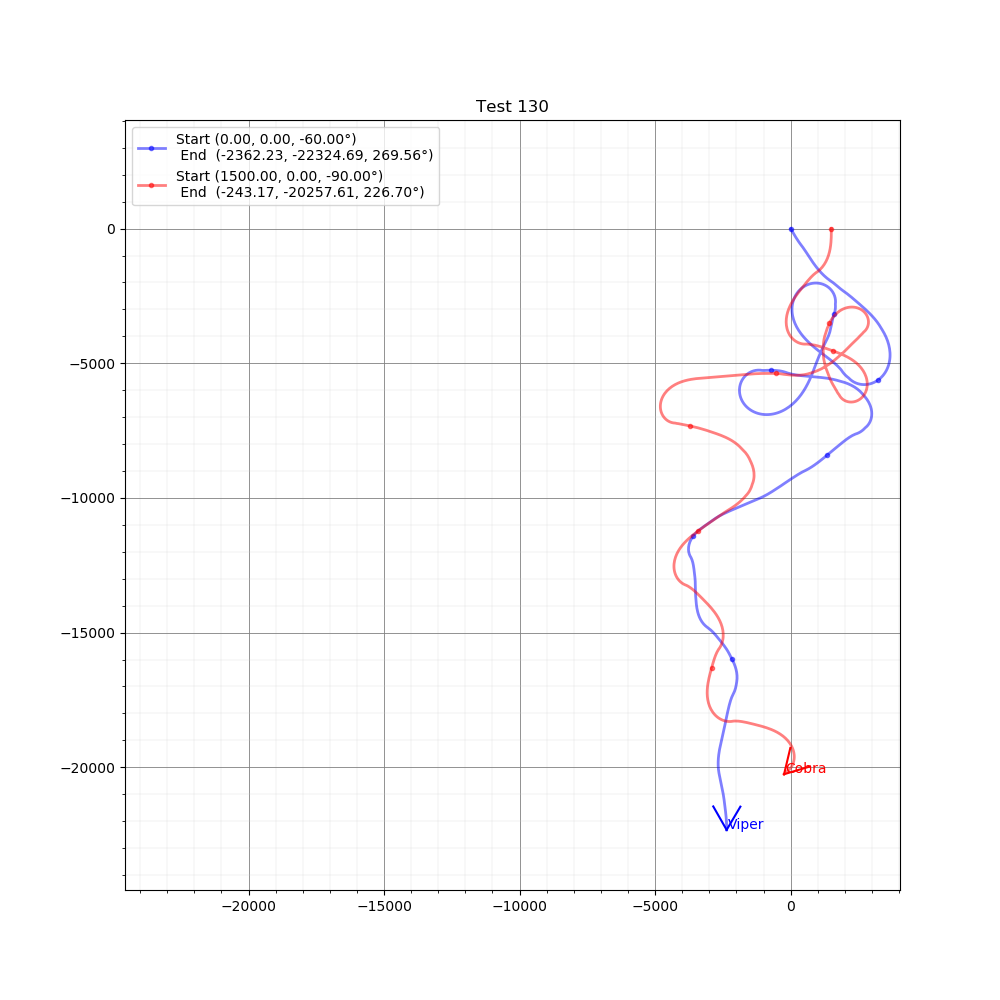 Test 130
Start (0.00, 0.00, -60.00°)
End  (-2362.23, -22324.69, 269.56°)
Start (1500.00, 0.00, -90.00°)
End  (-243.17, -20257.61, 226.70°)
0
−5000
−10000
−15000
−20000
Cobra
Viper
−20000
−15000
−10000
−5000
0